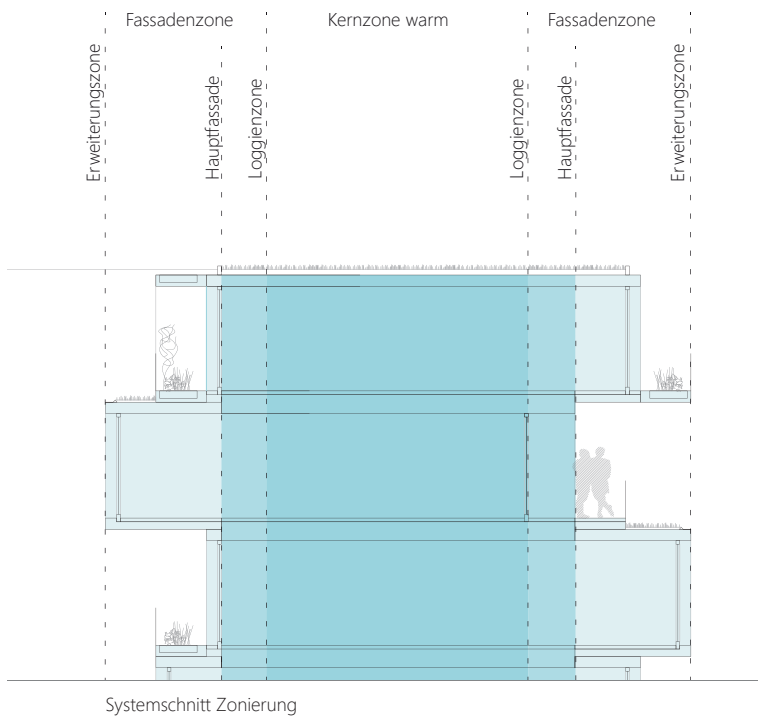 Fassadenzone
Kernzone warm
Fassadenzone
Erweiterungszone
Hauptfassade
Loggienzone
Loggienzone
Hauptfassade
Erweiterungszone
Systemschnitt Zonierung